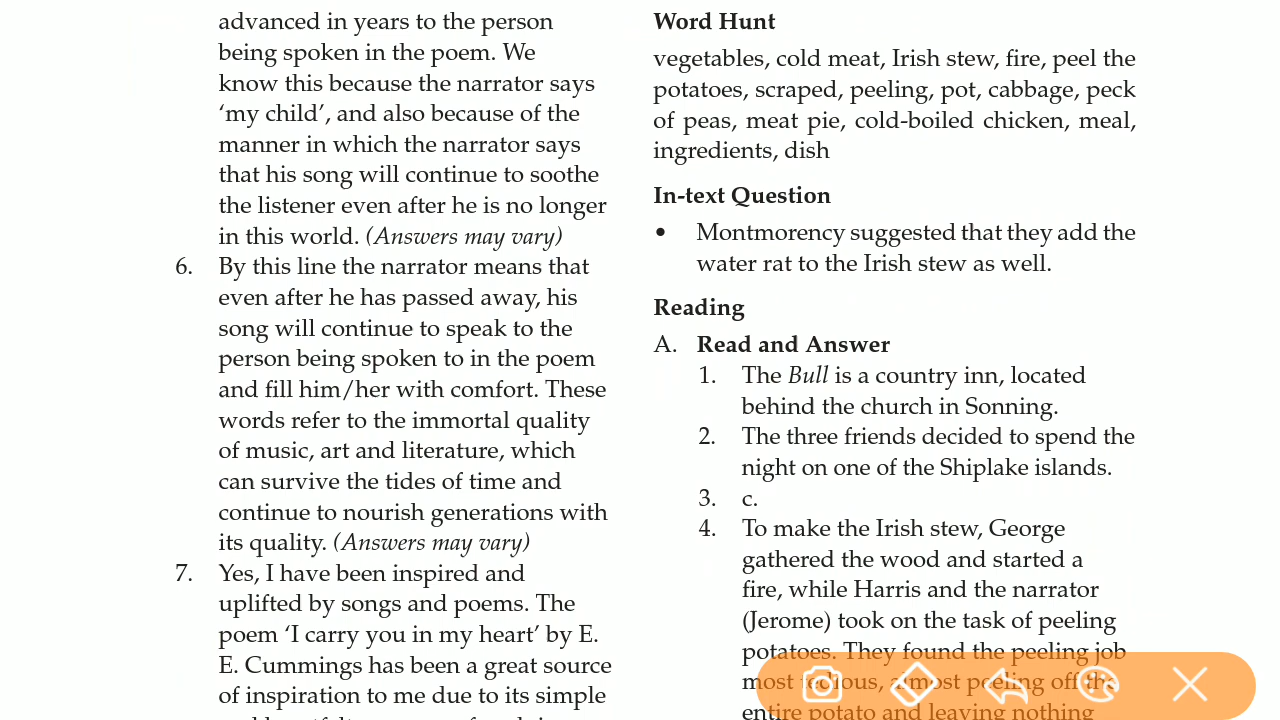 advanced in years to the person
being spoken in the poem. We
know this because the narrator says
‘my child’, and also because of the
manner in which the narrator says
that his song will continue to soothe
the listener even after he is no longer
in this world. (Answers may vary)
6. By this line the narrator means that
even after he has passed away, his
song will continue to speak to the
person being spoken to in the poem
and fill him/her with comfort. These
words refer to the immortal quality
of music, art and literature, which
can survive the tides of time and
continue to nourish generations with
its quality. (Answers may vary)
7. Yes, I have been inspired and
uplifted by songs and poems. The
poem ‘I carry you in my heart’ by E.
E. Cummings has been a great source
of inspiration to me due to its simple
Word Hunt
vegetables, cold meat, Irish stew, fire, peel the
potatoes, scraped, peeling, pot, cabbage, peck
of peas, meat pie, cold-boiled chicken, meal,
ingredients, dish
In-text Question
• Montmorency suggested that they add the
water rat to the Irish stew as well.
Reading
A. Read and Answer
1. The Bull is a country inn, located
behind the church in Sonning.
2. The three friends decided to spend the
night on one of the Shiplake islands.
3. c.
4. To make the Irish stew, George
gathered the wood and started a
fire, while Harris and the narrator
(Jerome) took on the task of peeling
potatoes. They found the peeling job
most tedious, almost peeling off the
entire potato and leaving nothing